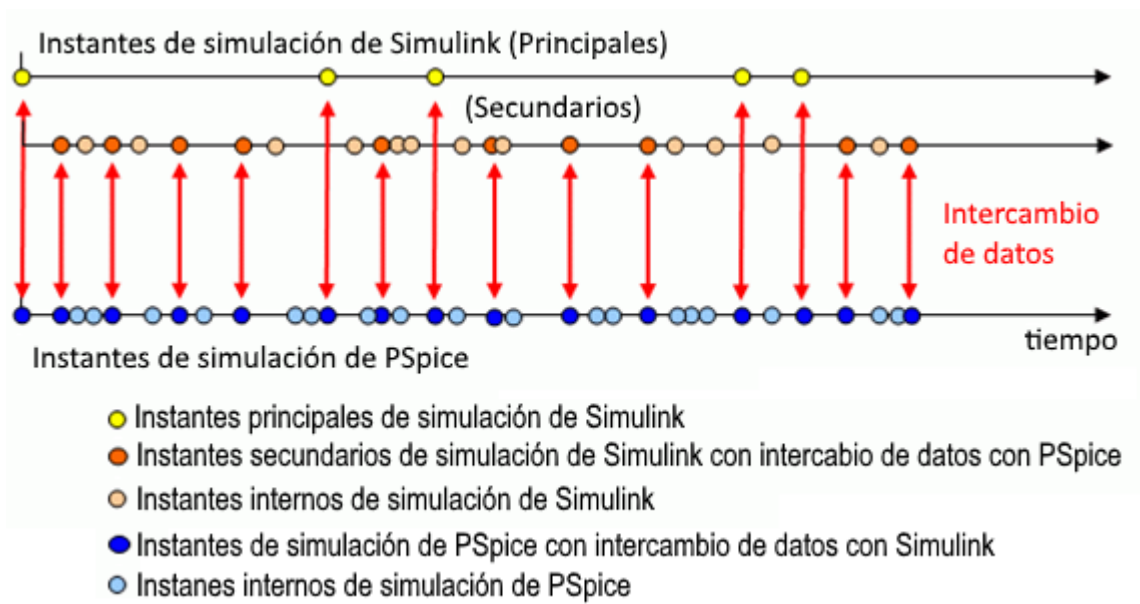 Instantes de simulación de Simulink (Principales)
(Secundarios)
Intercambio
de datos
tiempo
Instantes de simulación de PSpice
Instantes principales de simulación de Simulink
Instantes secundarios de simulación de Simulink con intercabio de datos con PSpice
Instantes internos de simulación de Simulink
Instantes de simulación de PSpice con intercambio de datos con Simulink
Instanes internos de simulación de PSpice